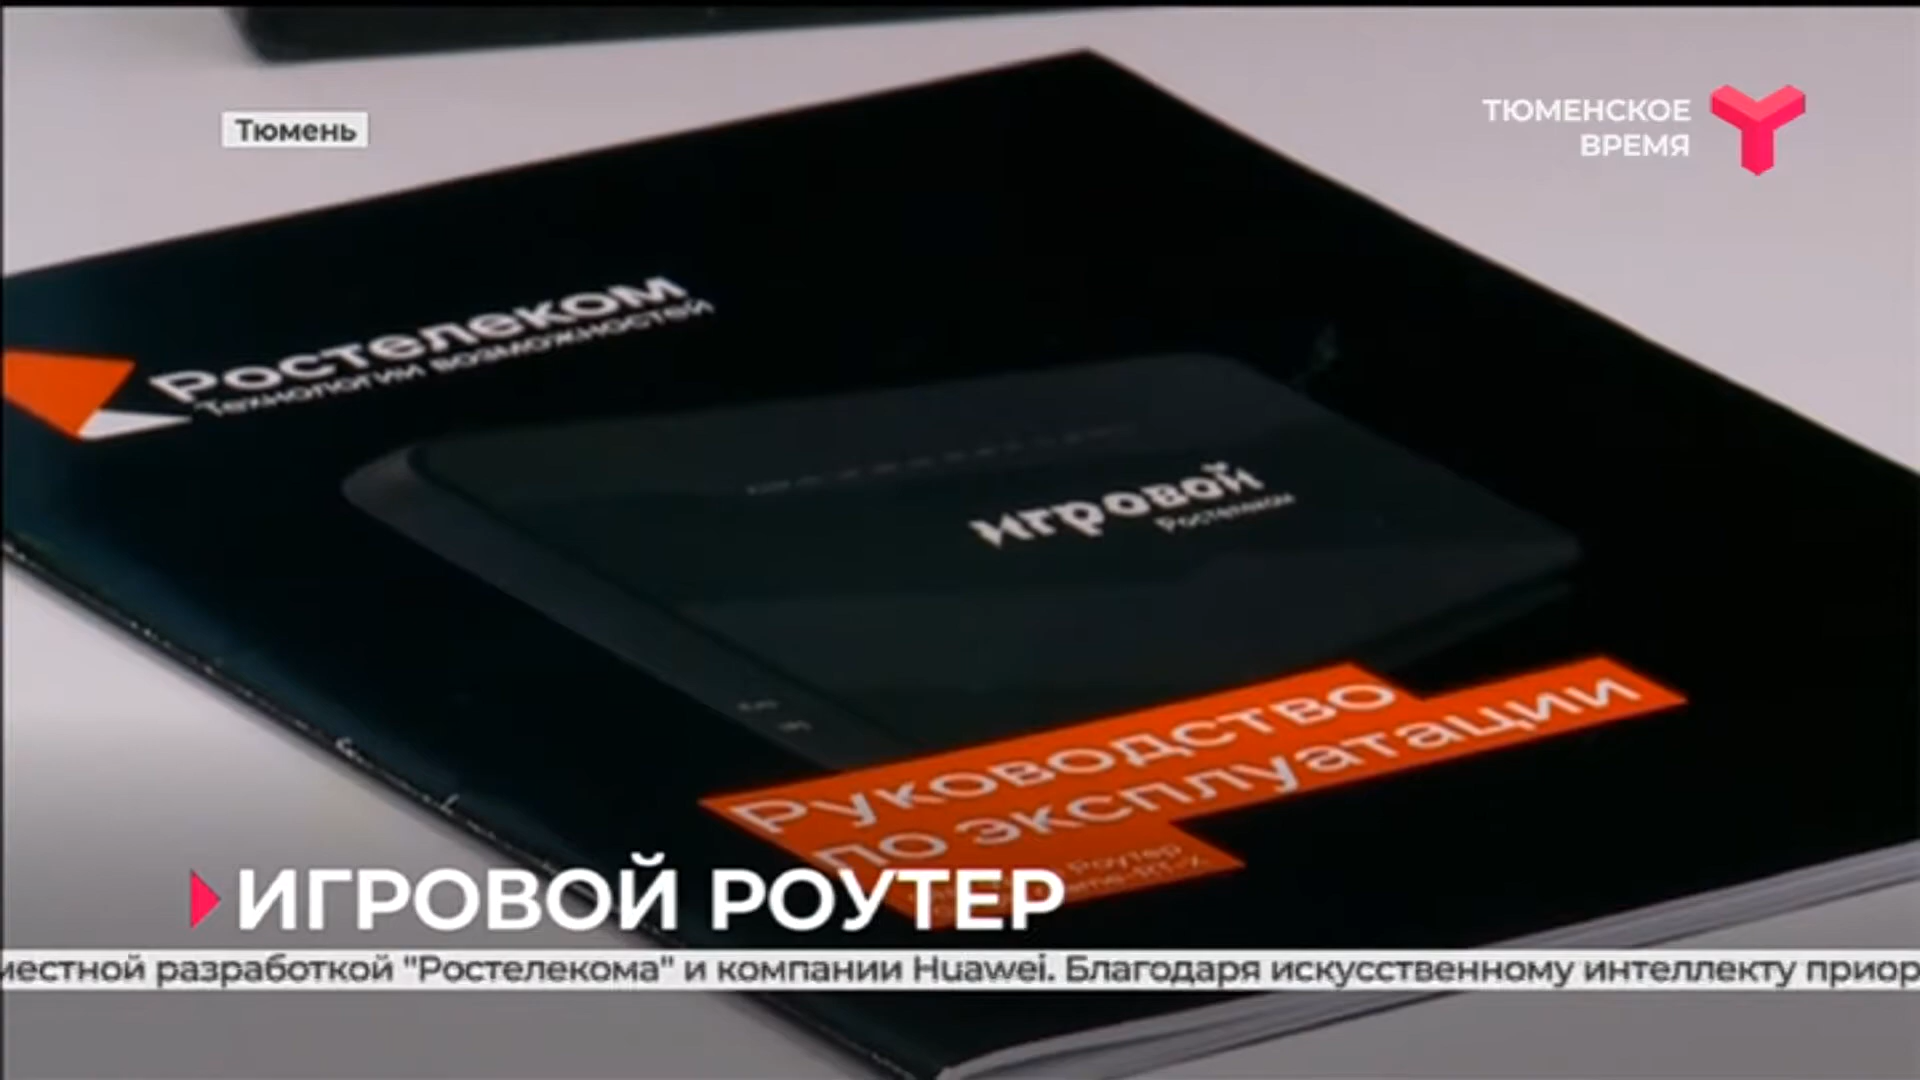 Тюмень
ТЮМЕНСКОЕ
ВРЕМЯ
Ростелеком
Технологии возможностей
игровой
Ростелеком
Руководство
по эксплуатации
Роутер
ИГРОВОЙ РОУТЕР
местной разработкой "Ростелекома" и компании Huawei. Благодаря искусственному интеллекту приор